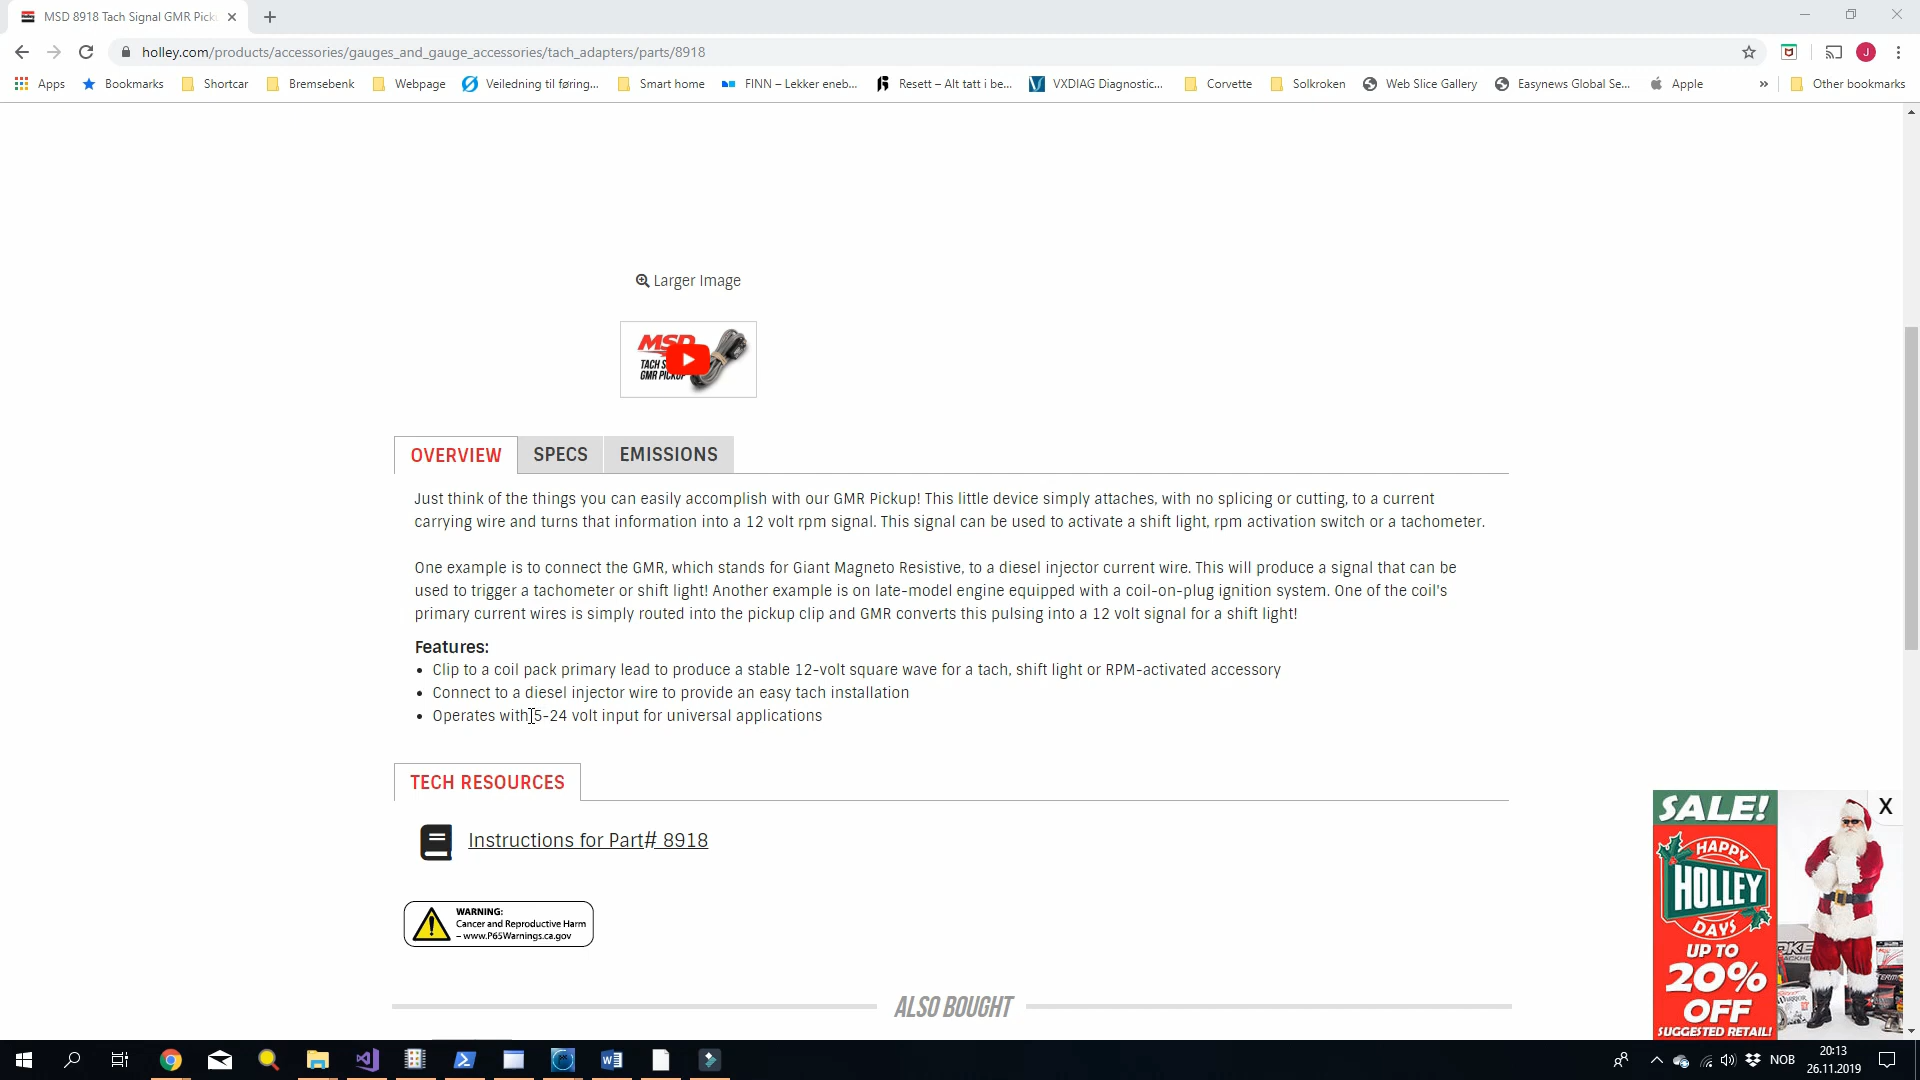 MSD 8918 Tach Signal GMR Pick
holley.com/products/accessories/gauges_and_gauge_accessories/tach_adapters/parts/8918
J
Apps
Bookmarks
Shortcar
Bremsebenk
Webpage
Veiledning til føring...
Smart home
FINN – Lekker eneb...
Resett – Alt tatt i be...
VXDIAG Diagnostic...
Corvette
Solkroken
Web Slice Gallery
Easynews Global Se...
Apple
»
Other bookmarks
Larger Image
MSD
TACH S
GMR PICKUP
OVERVIEW
SPECS
EMISSIONS
Just think of the things you can easily accomplish with our GMR Pickup! This little device simply attaches, with no splicing or cutting, to a current
carrying wire and turns that information into a 12 volt rpm signal. This signal can be used to activate a shift light, rpm activation switch or a tachometer.
One example is to connect the GMR, which stands for Giant Magneto Resistive, to a diesel injector current wire. This will produce a signal that can be
used to trigger a tachometer or shift light! Another example is on late-model engine equipped with a coil-on-plug ignition system. One of the coil's
primary current wires is simply routed into the pickup clip and GMR converts this pulsing into a 12 volt signal for a shift light!
Features:
• Clip to a coil pack primary lead to produce a stable 12-volt square wave for a tach, shift light or RPM-activated accessory
• Connect to a diesel injector wire to provide an easy tach installation
• Operates with 5-24 volt input for universal applications
TECH RESOURCES
Instructions for Part# 8918
WARNING:
Cancer and Reproductive Harm
– www.P65Warnings.ca.gov
SALE!
X
HAPPY
HOLLEY
DAYS
UP TO
20%
OFF
SUGGESTED RETAIL!
ALSO BOUGHT
NOB
20:13
26.11.2019